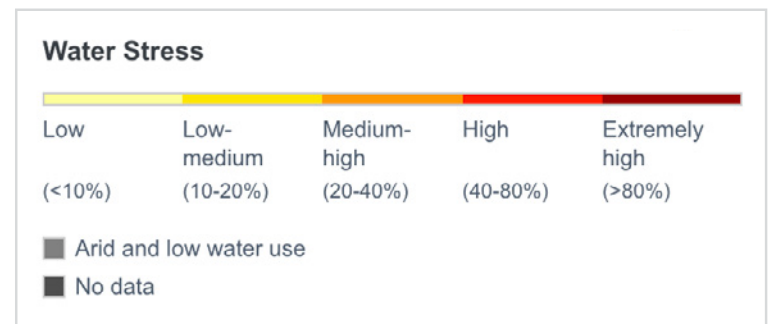 Water Stress
Low Low- Medium- High Extremely
medium high high
(<10%) (10-20%) (20-40%) (40-80%) (>80%)
Arid and low water use
No data